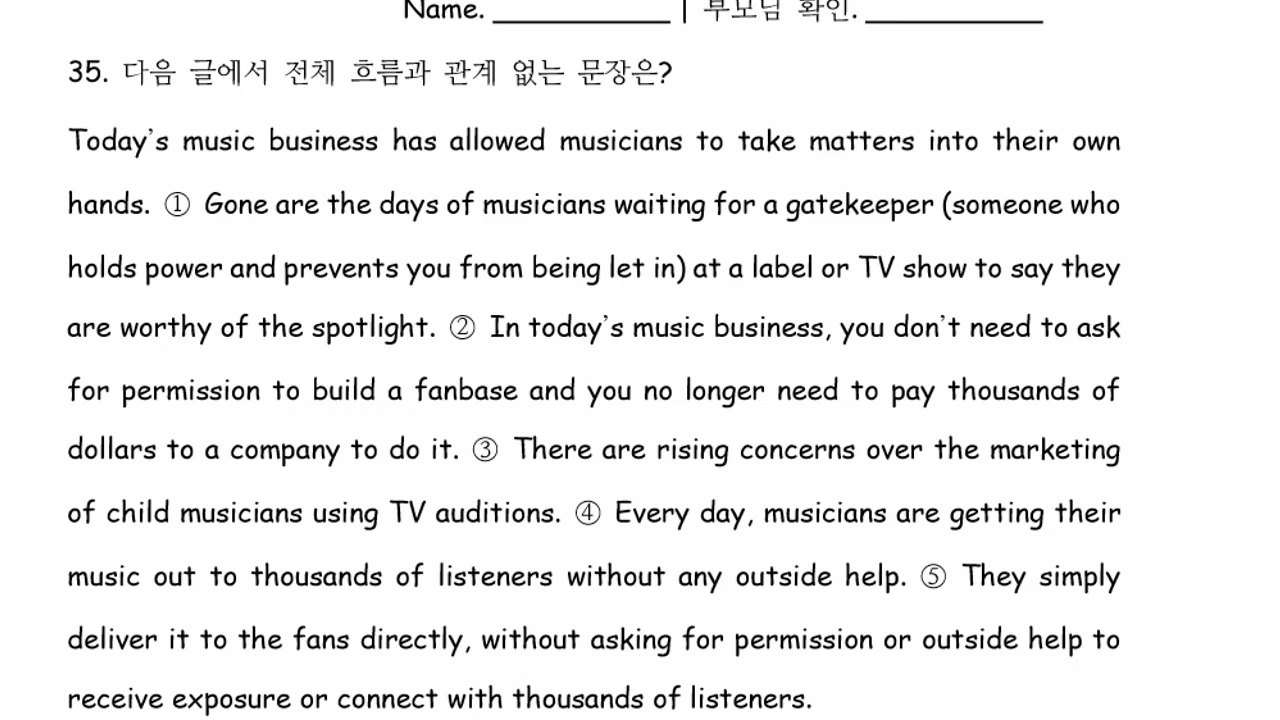 Name. ____________ | 부모님 확인. ____________
35. 다음 글에서 전체 흐름과 관계 없는 문장은?
Today’s music business has allowed musicians to take matters into their own
hands. ① Gone are the days of musicians waiting for a gatekeeper (someone who
holds power and prevents you from being let in) at a label or TV show to say they
are worthy of the spotlight. ② In today’s music business, you don’t need to ask
for permission to build a fanbase and you no longer need to pay thousands of
dollars to a company to do it. ③ There are rising concerns over the marketing
of child musicians using TV auditions. ④ Every day, musicians are getting their
music out to thousands of listeners without any outside help. ⑤ They simply
deliver it to the fans directly, without asking for permission or outside help to
receive exposure or connect with thousands of listeners.